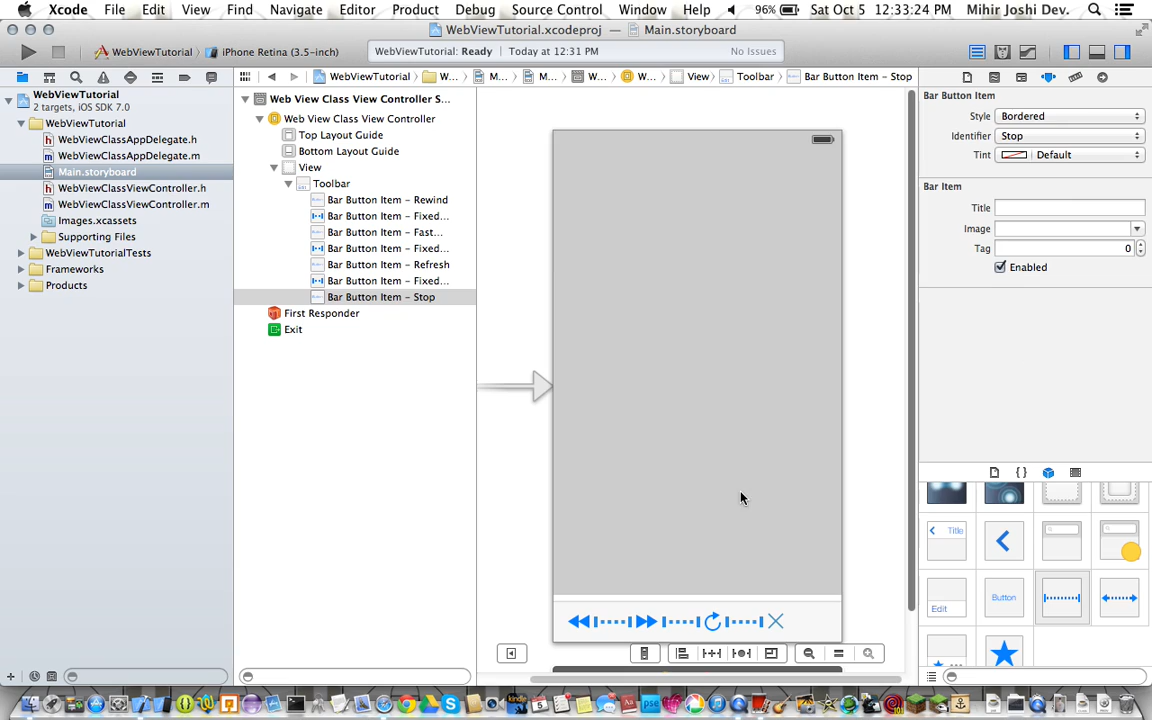 Xcode File Edit View Find Navigate Editor Product Debug Source Control Window Help 96% Sat Oct 5 12:33:24 PM Mihir Joshi Dev.
WebViewTutorial.xcodeproj — Main.storyboard
WebViewTutorial iPhone Retina (3.5-inch) WebViewTutorial: Ready Today at 12:31 PM No Issues
WebViewTutorial W... M... M... W... W... View Toolbar Bar Button Item - Stop
WebViewTutorial
2 targets, iOS SDK 7.0
WebViewTutorial
WebViewClassAppDelegate.h
WebViewClassAppDelegate.m
Main.storyboard
WebViewClassViewController.h
WebViewClassViewController.m
Images.xcassets
Supporting Files
WebViewTutorialTests
Frameworks
Products
Web View Class View Controller S...
Web View Class View Controller
Top Layout Guide
Bottom Layout Guide
View
Toolbar
Bar Button Item - Rewind
Bar Button Item - Fixed...
Bar Button Item - Fast...
Bar Button Item - Fixed...
Bar Button Item - Refresh
Bar Button Item - Fixed...
Bar Button Item - Stop
First Responder
Exit
Bar Button Item
Style Bordered
Identifier Stop
Tint Default
Bar Item
Title
Image
Tag 0
Enabled
Title
Edit
Button